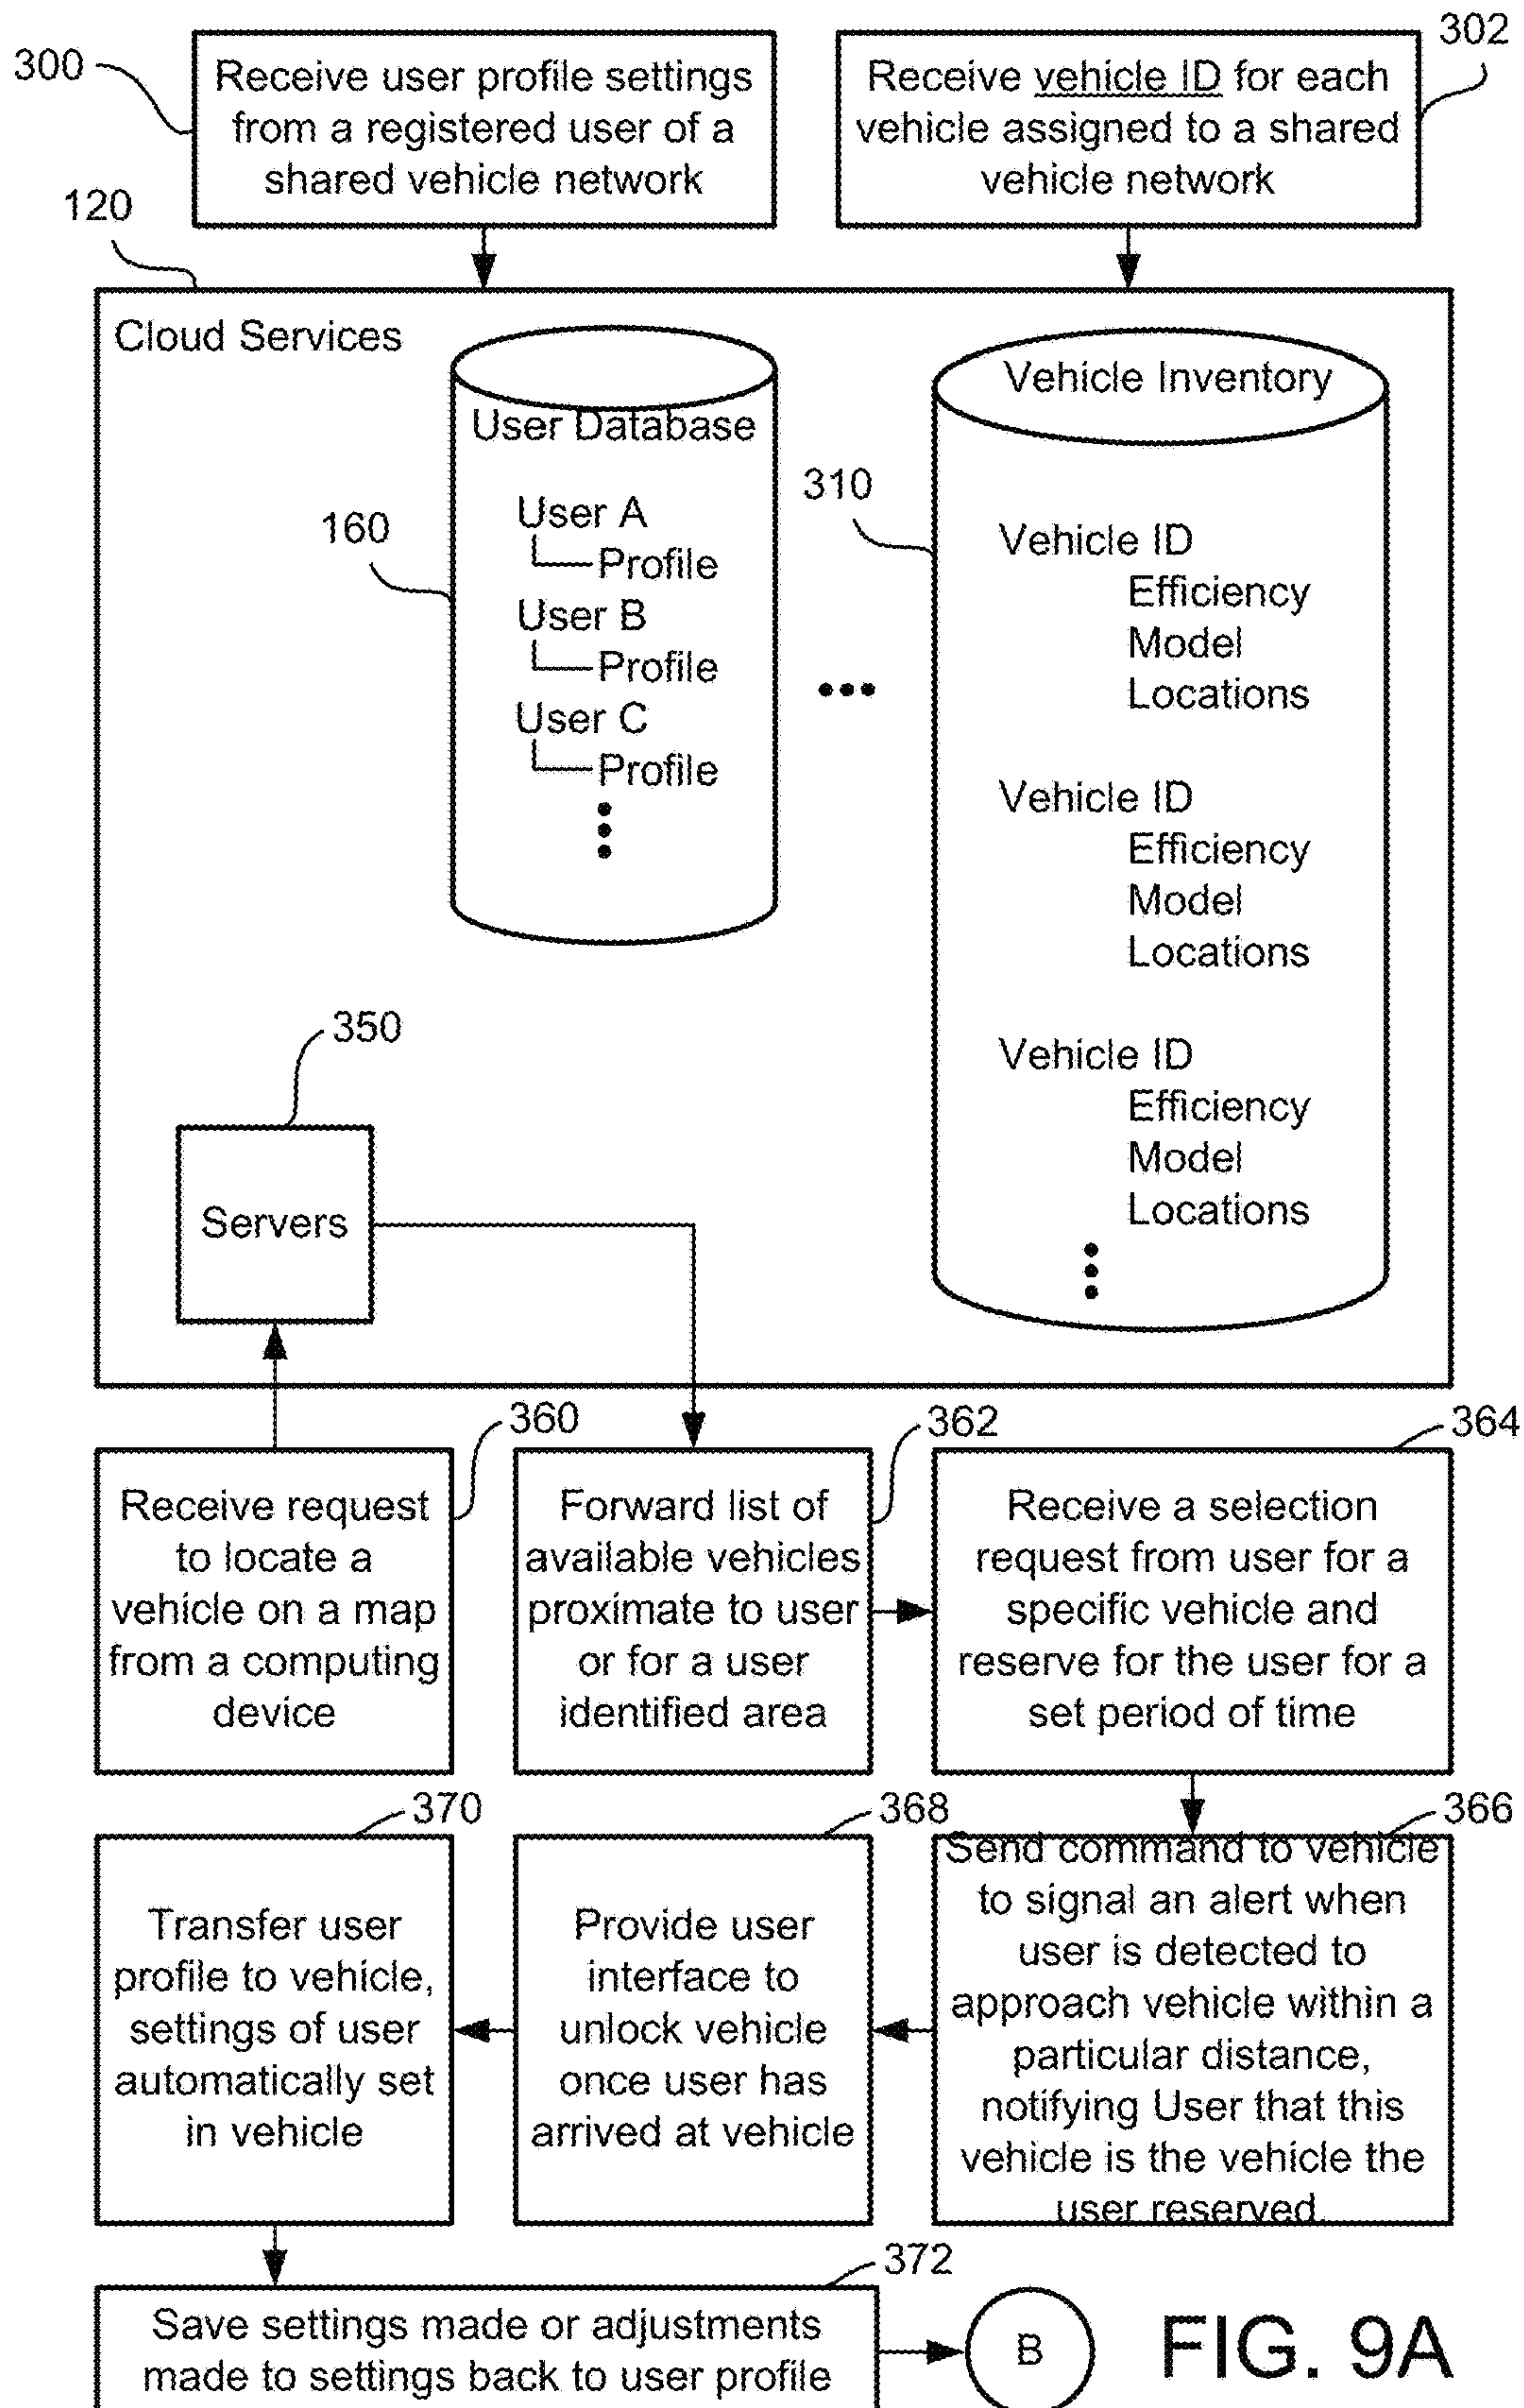 300
Receive user profile settings
from a registered user of a
shared vehicle network
302
Receive vehicle ID for each
vehicle assigned to a shared
vehicle network
120
Cloud Services
User Database
160
User A
Profile
User B
Profile
User C
Profile
Vehicle Inventory
310
Vehicle ID
Efficiency
Model
Locations
Vehicle ID
Efficiency
Model
Locations
Vehicle ID
Efficiency
Model
Locations
350
Servers
360
Receive request
to locate a
vehicle on a map
from a computing
device
362
Forward list of
available vehicles
proximate to user
or for a user
identified area
364
Receive a selection
request from user for a
specific vehicle and
reserve for the user for a
set period of time
366
Send command to vehicle
to signal an alert when
user is detected to
approach vehicle within a
particular distance,
notifying User that this
vehicle is the vehicle the
user reserved.
368
Provide user
interface to
unlock vehicle
once user has
arrived at vehicle
370
Transfer user
profile to vehicle,
settings of user
automatically set
in vehicle
372
Save settings made or adjustments
made to settings back to user profile
B
FIG. 9A